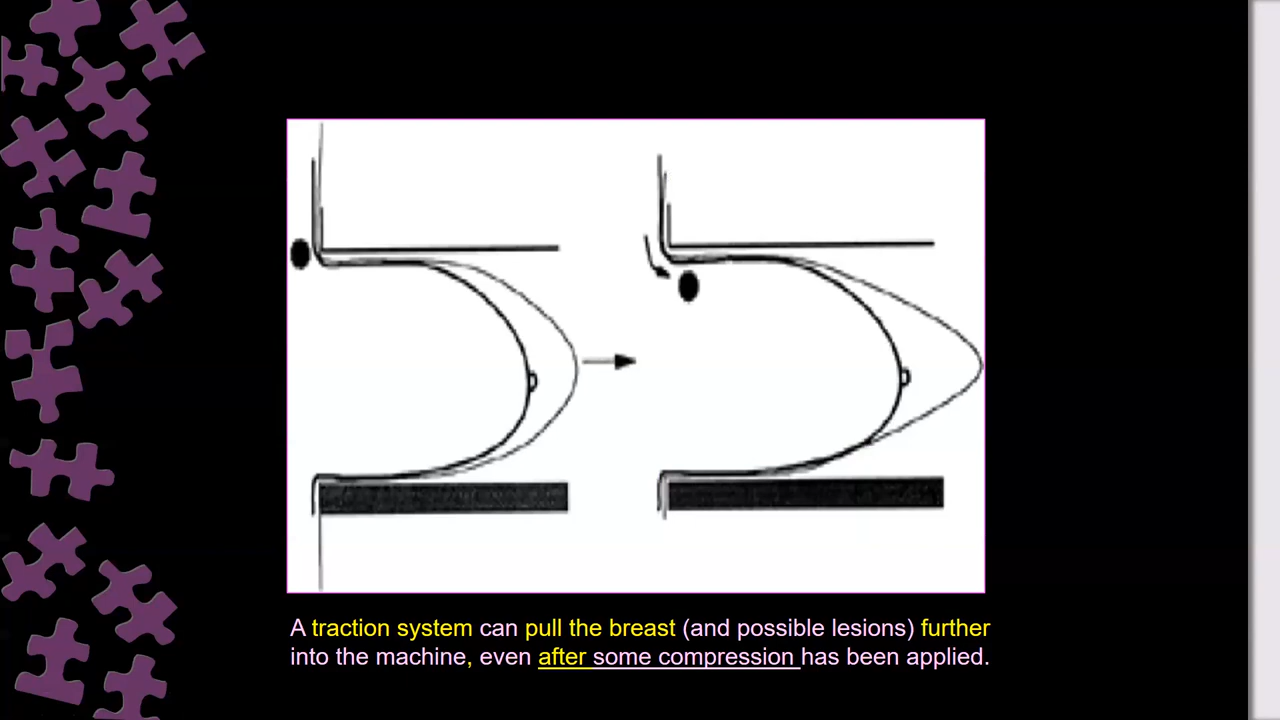 A traction system can pull the breast (and possible lesions) further
into the machine, even after some compression has been applied.